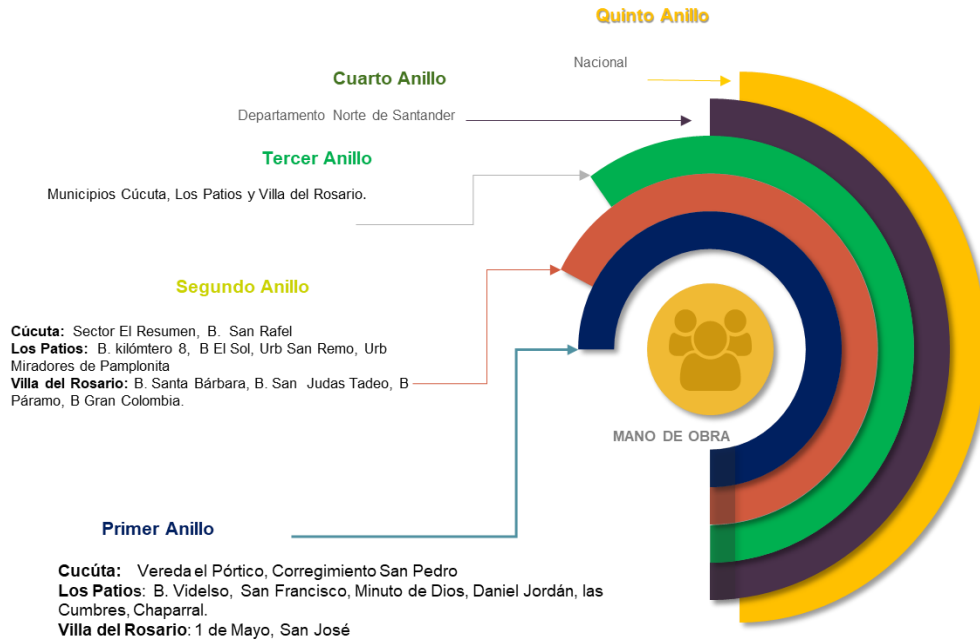 Quinto Anillo
Nacional
Cuarto Anillo
Departamento Norte de Santander
Tercer Anillo
Municipios Cúcuta, Los Patios y Villa del Rosario.
Segundo Anillo
Cúcuta: Sector El Resumen, B. San Rafel
Los Patios: B. kilómtero 8, B El Sol, Urb San Remo, Urb
Miradores de Pamplonita
Villa del Rosario: B. Santa Bárbara, B. San Judas Tadeo, B
Páramo, B Gran Colombia.
MANO DE OBRA
Primer Anillo
Cucúta: Vereda el Pórtico, Corregimiento San Pedro
Los Patios: B. Videlso, San Francisco, Minuto de Dios, Daniel Jordán, las
Cumbres, Chaparral.
Villa del Rosario: 1 de Mayo, San José